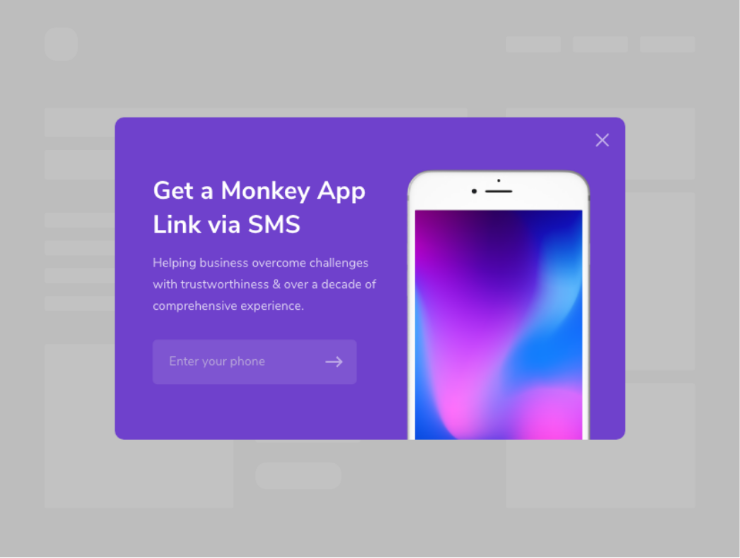 Get a Monkey App
Link via SMS
Helping business overcome challenges
with trustworthiness & over a decade of
comprehensive experience.
Enter your phone